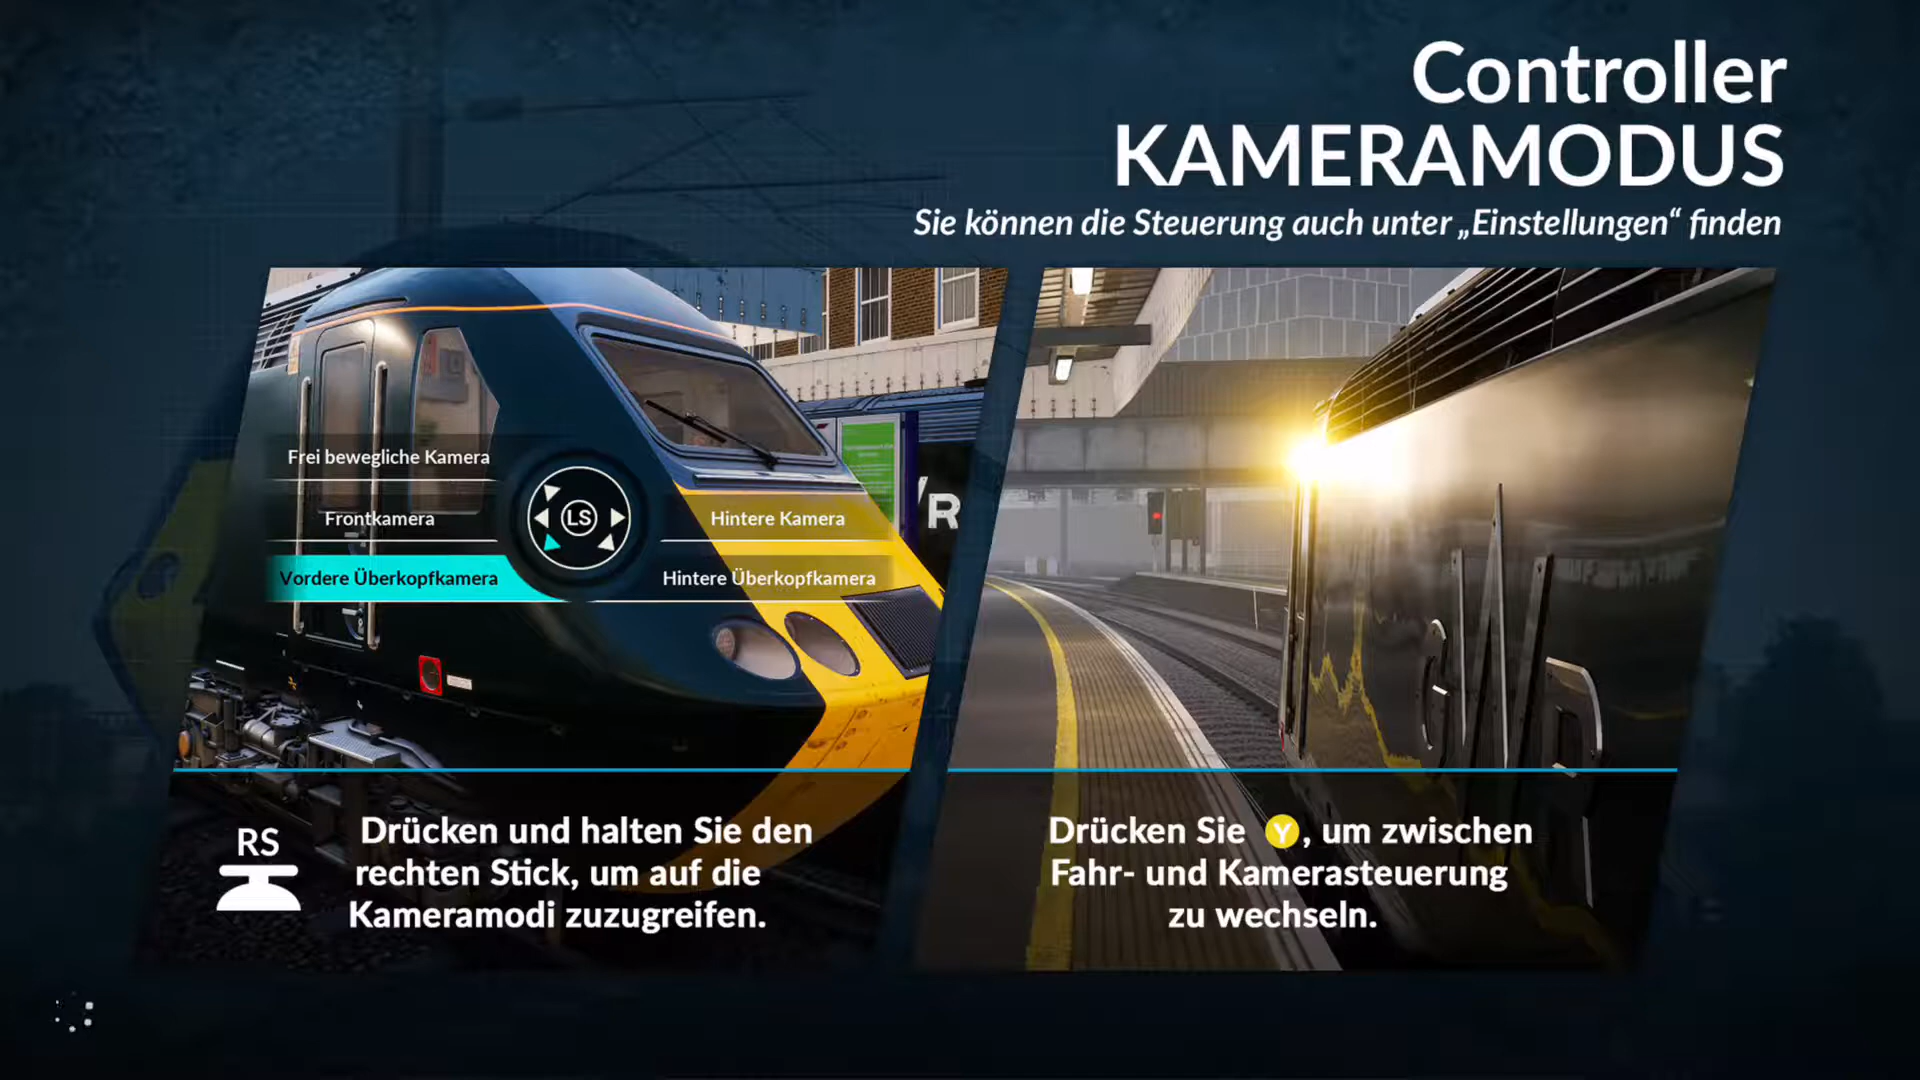 Controller
KAMERAMODUS
Sie können die Steuerung auch unter „Einstellungen“ finden
Frei bewegliche Kamera
Frontkamera
LS
Hintere Kamera
Vordere Überkopfkamera
Hintere Überkopfkamera
R
GWR
RS
Drücken und halten Sie den
rechten Stick, um auf die
Kameramodi zuzugreifen.
Drücken Sie Y, um zwischen
Fahr- und Kamerasteuerung
zu wechseln.